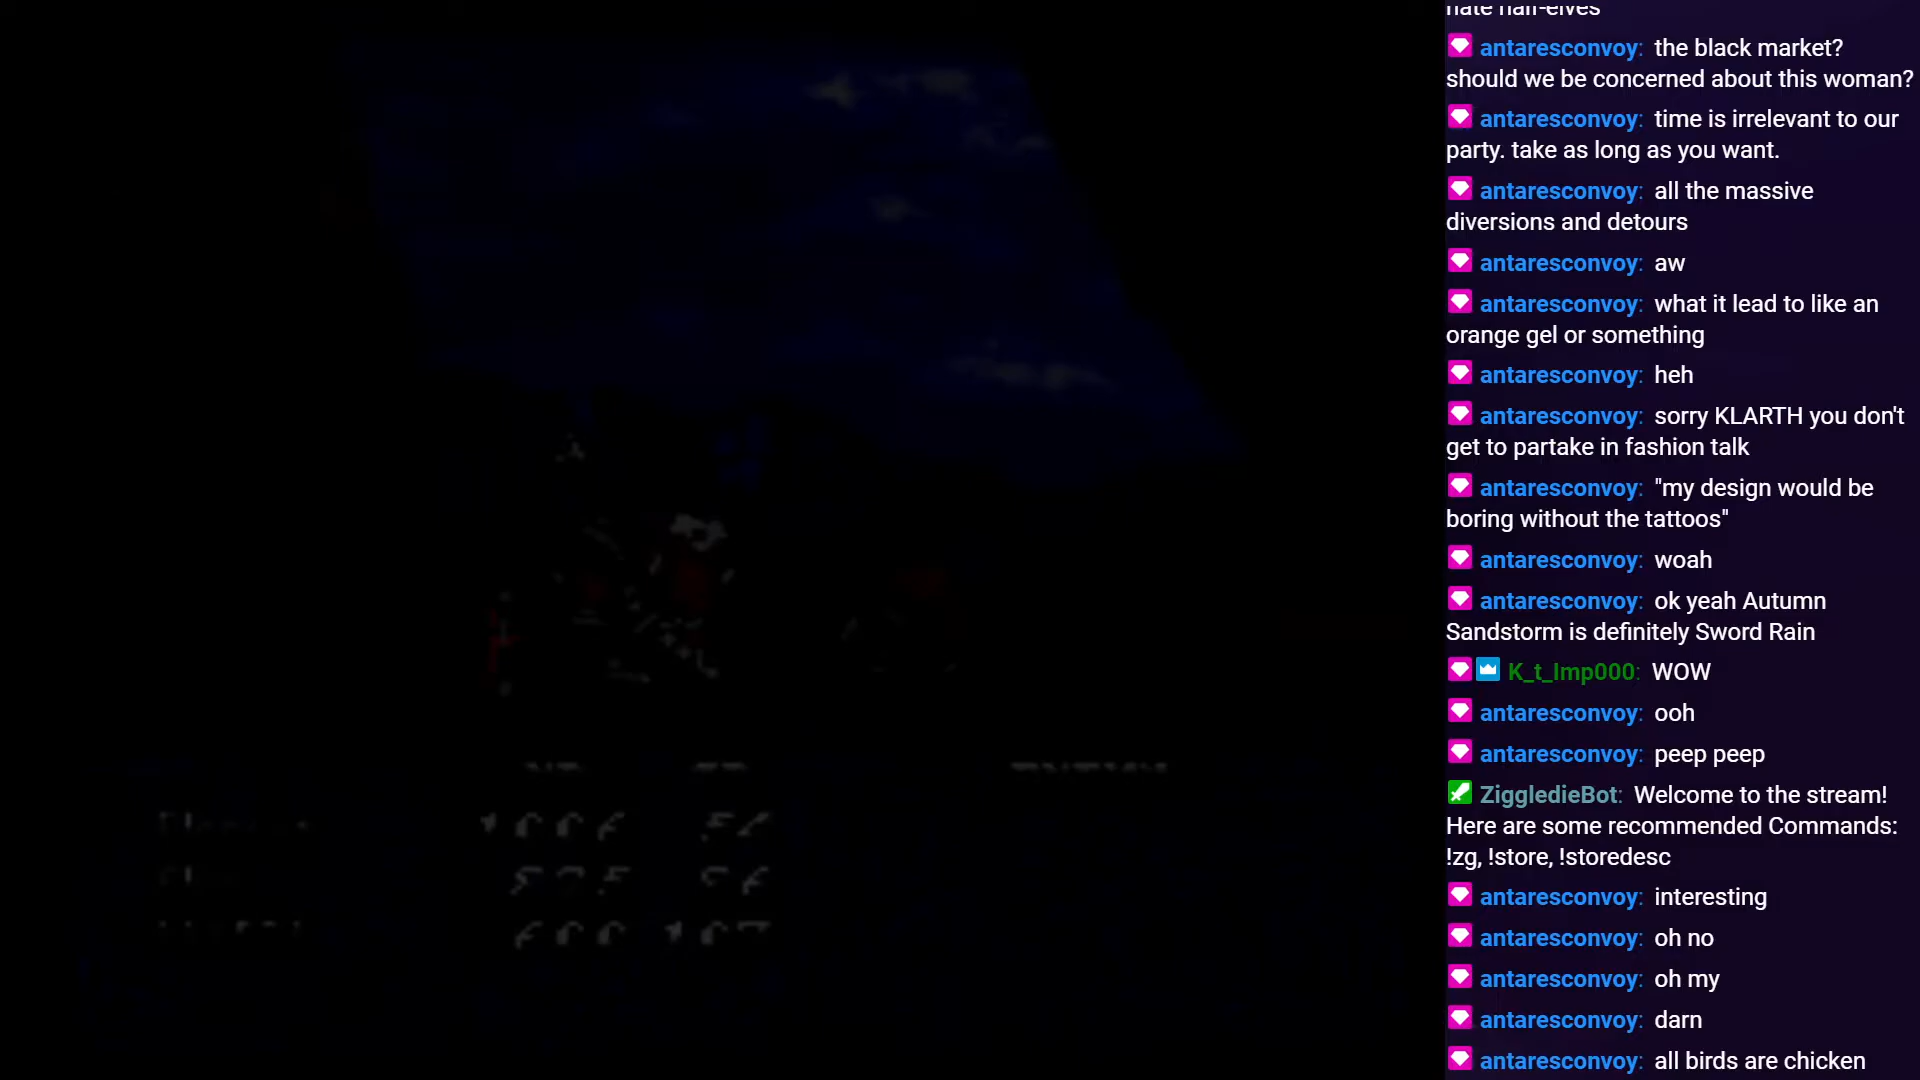 hate half-elves
antaresconvoy: the black market?
should we be concerned about this woman?
antaresconvoy: time is irrelevant to our
party. take as long as you want.
antaresconvoy: all the massive
diversions and detours
antaresconvoy: aw
antaresconvoy: what it lead to like an
orange gel or something
antaresconvoy: heh
antaresconvoy: sorry KLARTH you don't
get to partake in fashion talk
antaresconvoy: "my design would be
boring without the tattoos"
antaresconvoy: woah
antaresconvoy: ok yeah Autumn
Sandstorm is definitely Sword Rain
K_t_Imp000: WOW
antaresconvoy: ooh
antaresconvoy: peep peep
ZiggledieBot: Welcome to the stream!
Here are some recommended Commands:
!zg, !store, !storedesc
antaresconvoy: interesting
antaresconvoy: oh no
antaresconvoy: oh my
antaresconvoy: darn
antaresconvoy: all birds are chicken